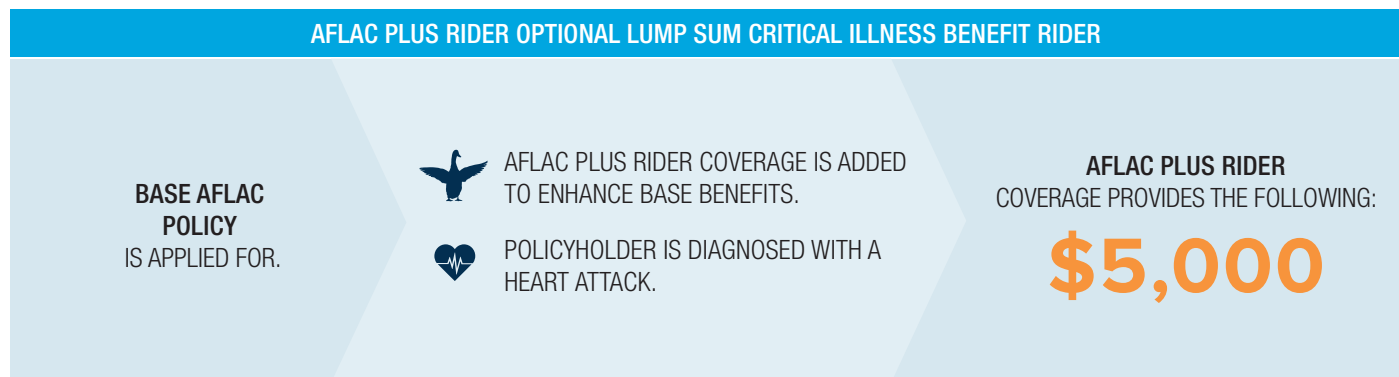 AFLAC PLUS RIDER OPTIONAL LUMP SUM CRITICAL ILLNESS BENEFIT RIDER
BASE AFLAC
POLICY
IS APPLIED FOR.
AFLAC PLUS RIDER COVERAGE IS ADDED
TO ENHANCE BASE BENEFITS.
POLICYHOLDER IS DIAGNOSED WITH A
HEART ATTACK.
AFLAC PLUS RIDER
COVERAGE PROVIDES THE FOLLOWING:
$5,000